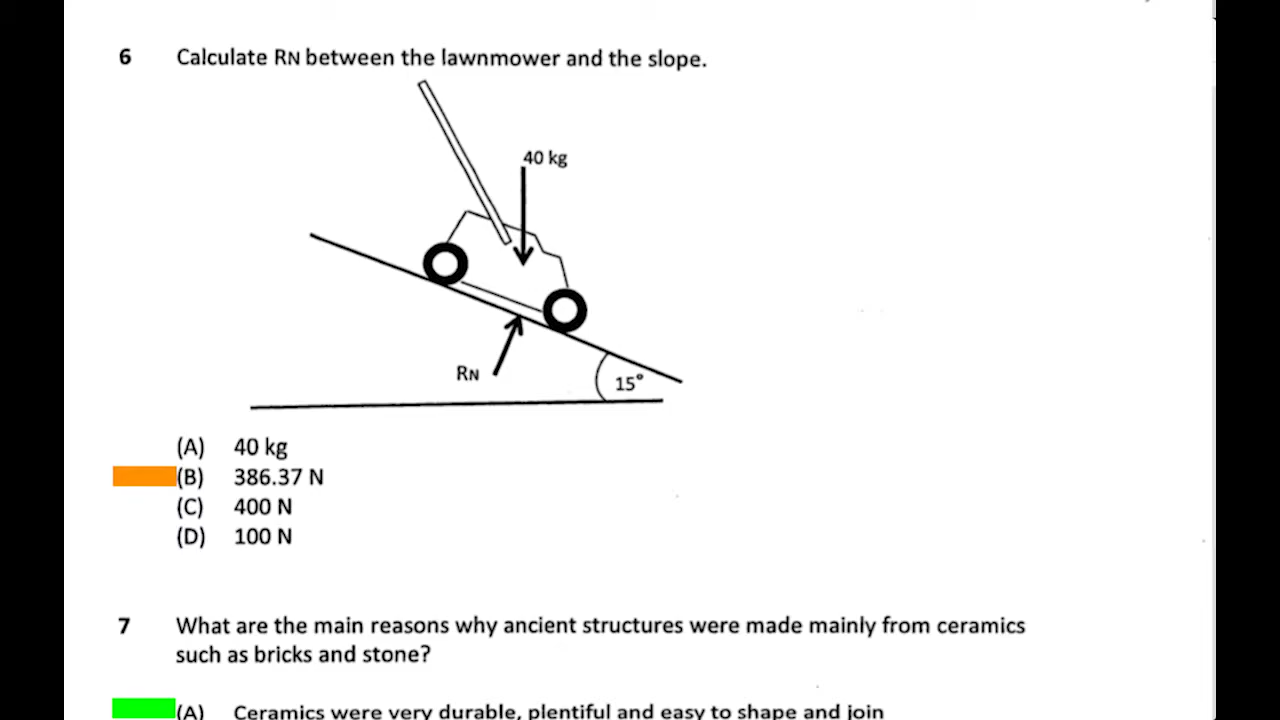 6 Calculate RN between the lawnmower and the slope.
40 kg
RN
15°
(A) 40 kg
(B) 386.37 N
(C) 400 N
(D) 100 N
7 What are the main reasons why ancient structures were made mainly from ceramics
such as bricks and stone?
(A) Ceramics were very durable, plentiful and easy to shape and join